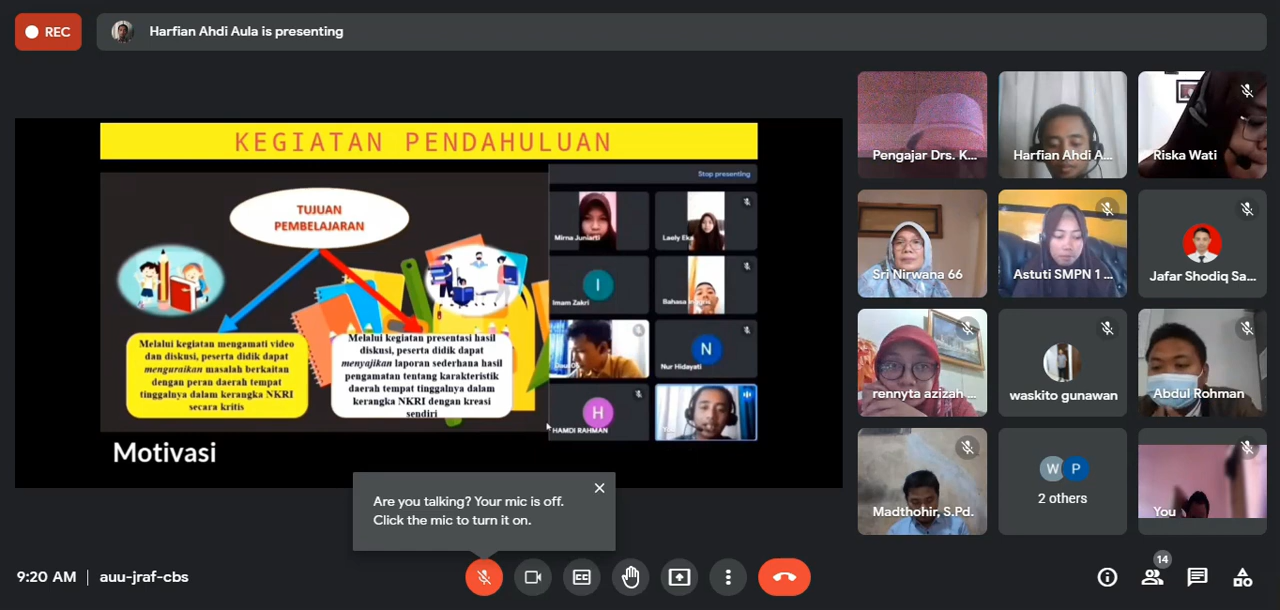 REC
Harfian Ahdi Aula is presenting
KEGIATAN PENDAHULUAN
Stop presenting
TUJUAN
PEMBELAJARAN
Melalui kegiatan mengamati video
dan diskusi, peserta didik dapat
menguraikan masalah berkaitan
dengan peran daerah tempat
tinggalnya dalam kerangka NKRI
secara kritis
Melalui kegiatan presentasi hasil
diskusi, peserta didik dapat
menyajikan laporan sederhana hasil
pengamatan tentang karakteristik
daerah tempat tinggalnya dalam
kerangka NKRI dengan kreasi
sendiri
Mirna Juniarti
Laely Eka
I
Imam Zakri
Bahasa Inggris
N
Nur Hidayati
H
HAMDI RAHMAN
You
Motivasi
Pengajar Drs. K...
Harfian Ahdi A...
Riska Wati
Sri Nirwana 66
Astuti SMPN 1 ...
Jafar Shodiq Sa...
rennyta azizah ...
waskito gunawan
Abdul Rohman
Madthohir, S.Pd.
W P
2 others
You
Are you talking? Your mic is off.
Click the mic to turn it on.
9:20 AM | auu-jraf-cbs
CC
14